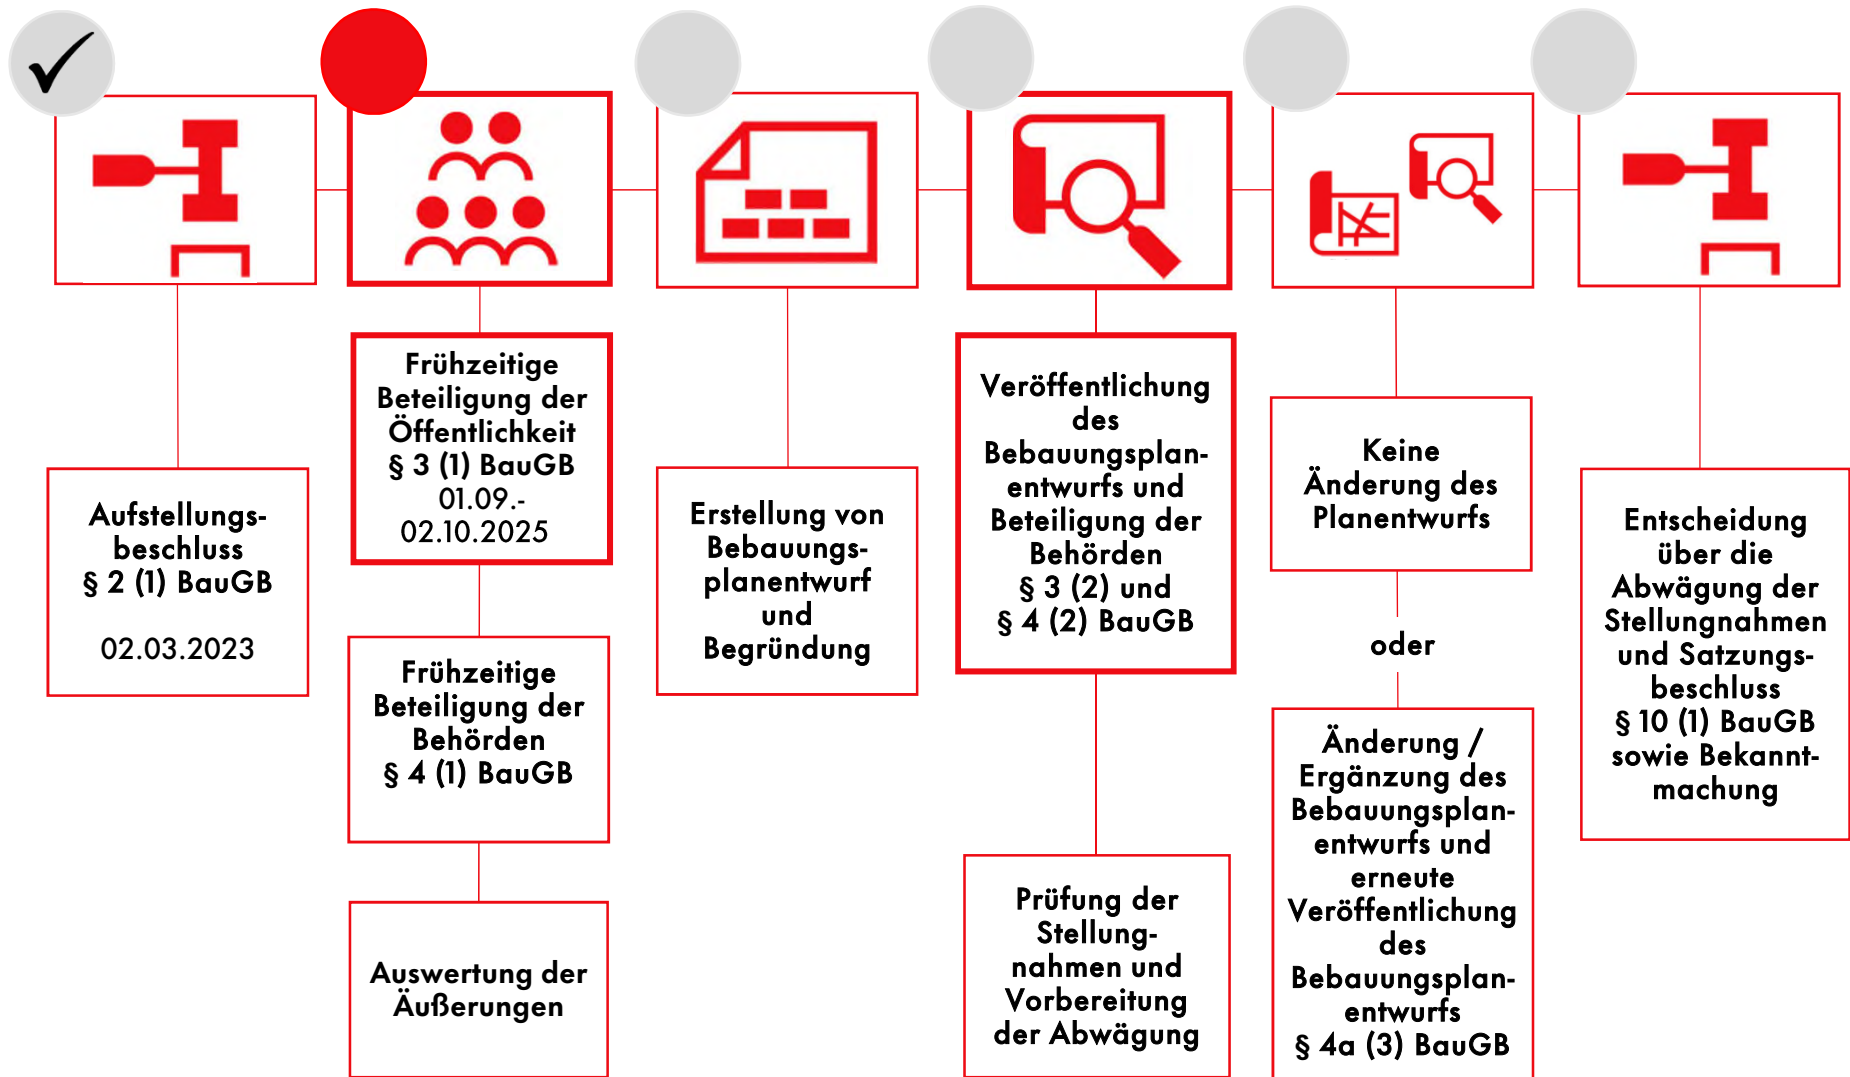 Aufstellungs-
beschluss
§ 2 (1) BauGB
02.03.2023
Frühzeitige
Beteiligung der
Öffentlichkeit
§ 3 (1) BauGB
01.09.-
02.10.2025
Frühzeitige
Beteiligung der
Behörden
§ 4 (1) BauGB
Auswertung der
Äußerungen
Erstellung von
Bebauungs-
planentwurf
und
Begründung
Veröffentlichung
des
Bebauungsplan-
entwurfs und
Beteiligung der
Behörden
§ 3 (2) und
§ 4 (2) BauGB
Prüfung der
Stellung-
nahmen und
Vorbereitung
der Abwägung
Keine
Änderung des
Planentwurfs
oder
Änderung /
Ergänzung des
Bebauungsplan-
entwurfs und
erneute
Veröffentlichung
des
Bebauungsplan-
entwurfs
§ 4a (3) BauGB
Entscheidung
über die
Abwägung der
Stellungnahmen
und Satzungs-
beschluss
§ 10 (1) BauGB
sowie Bekannt-
machung